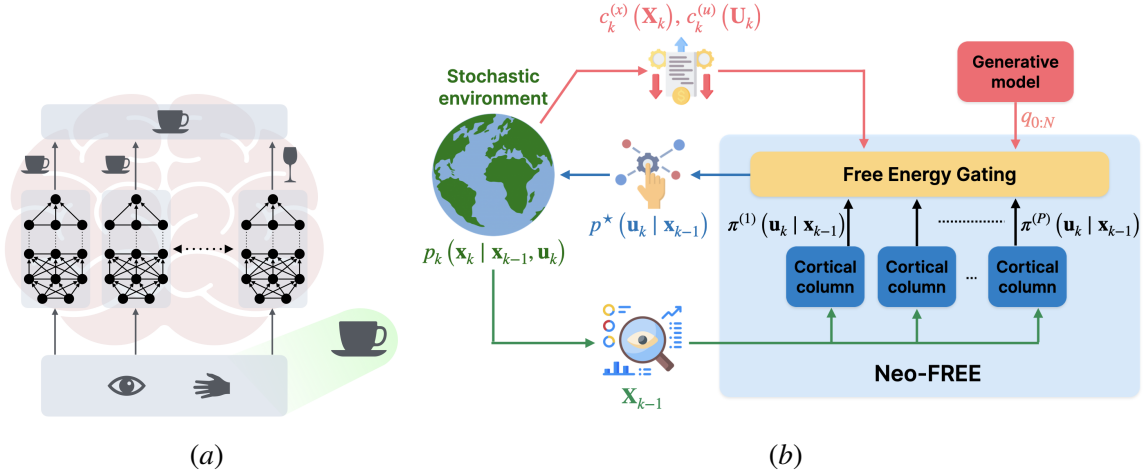 c_k^{(x)} (X_k), c_k^{(u)} (U_k)
Stochastic
environment
Generative
model
q_{0:N}
Free Energy Gating
p^⋆ (u_k | x_{k−1})
π^{(1)} (u_k | x_{k−1})
π^{(P)} (u_k | x_{k−1})
p_k (x_k | x_{k−1}, u_k)
Cortical
column
Cortical
column
...
Cortical
column
Neo-FREE
X_{k−1}
(a)
(b)